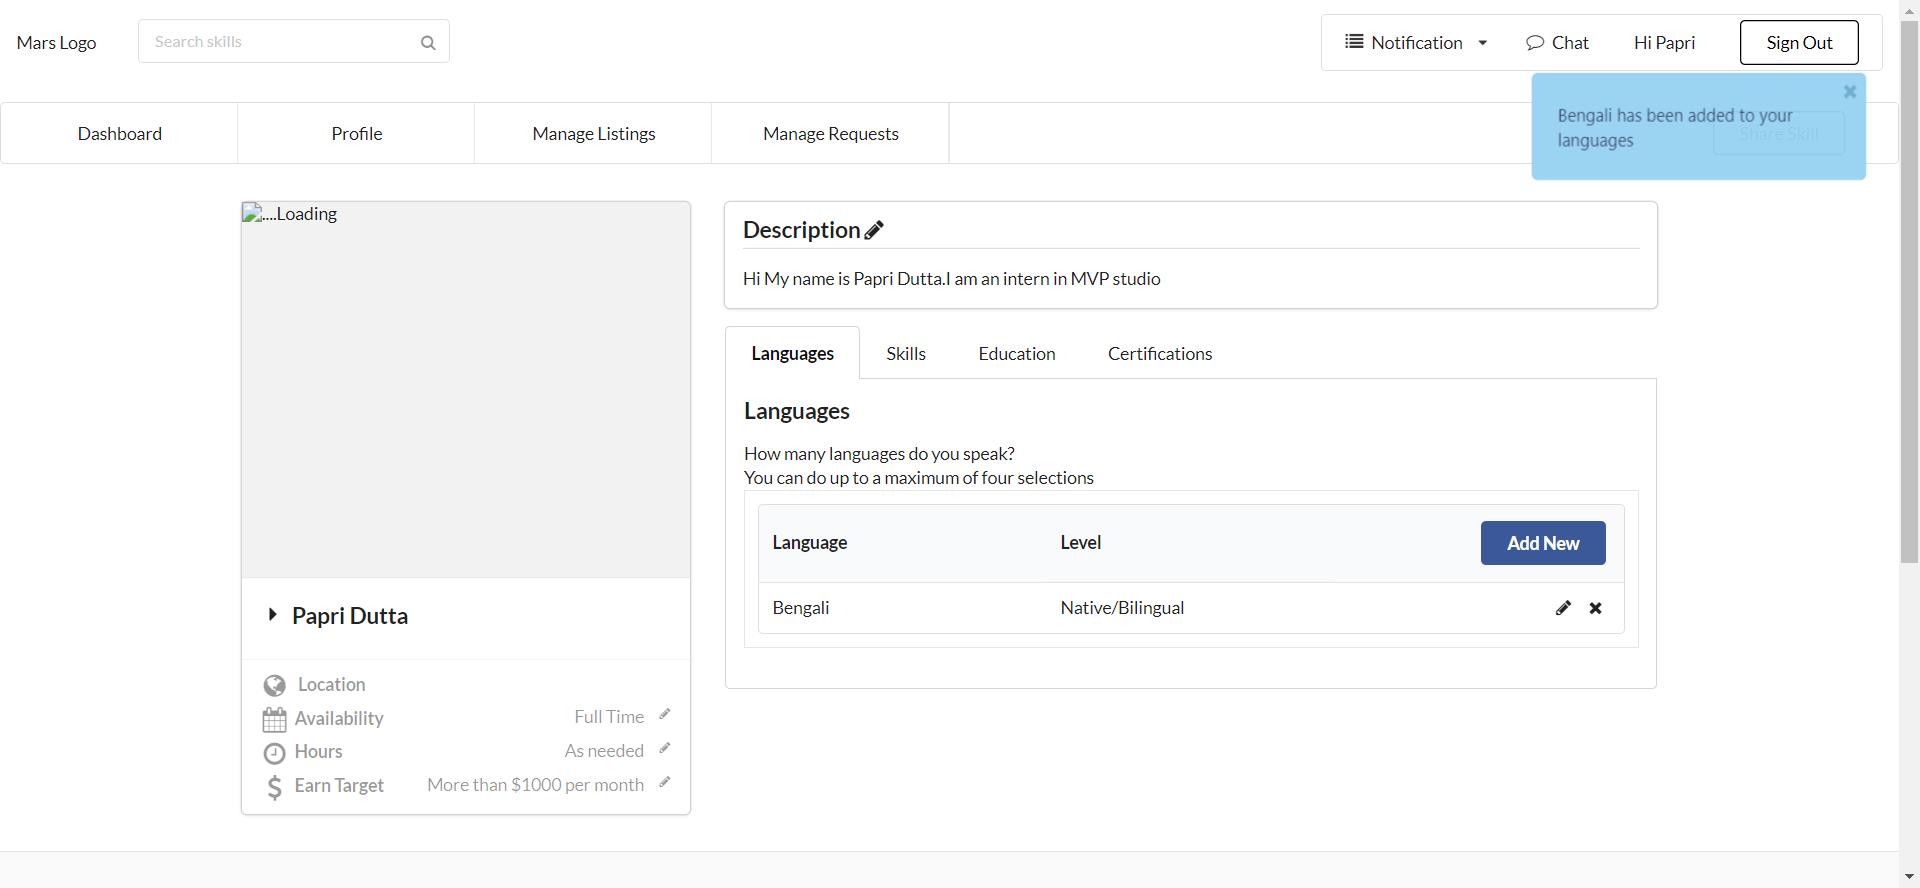 Mars Logo
Search skills
Notification
Chat
Hi Papri
Sign Out
Bengali has been added to your
languages
Dashboard
Profile
Manage Listings
Manage Requests
Share Skill
....Loading
Papri Dutta
Location
Availability
Full Time
Hours
As needed
Earn Target
More than $1000 per month
Description
Hi My name is Papri Dutta.I am an intern in MVP studio
Languages
Skills
Education
Certifications
Languages
How many languages do you speak?
You can do up to a maximum of four selections
Language
Level
Add New
Bengali
Native/Bilingual